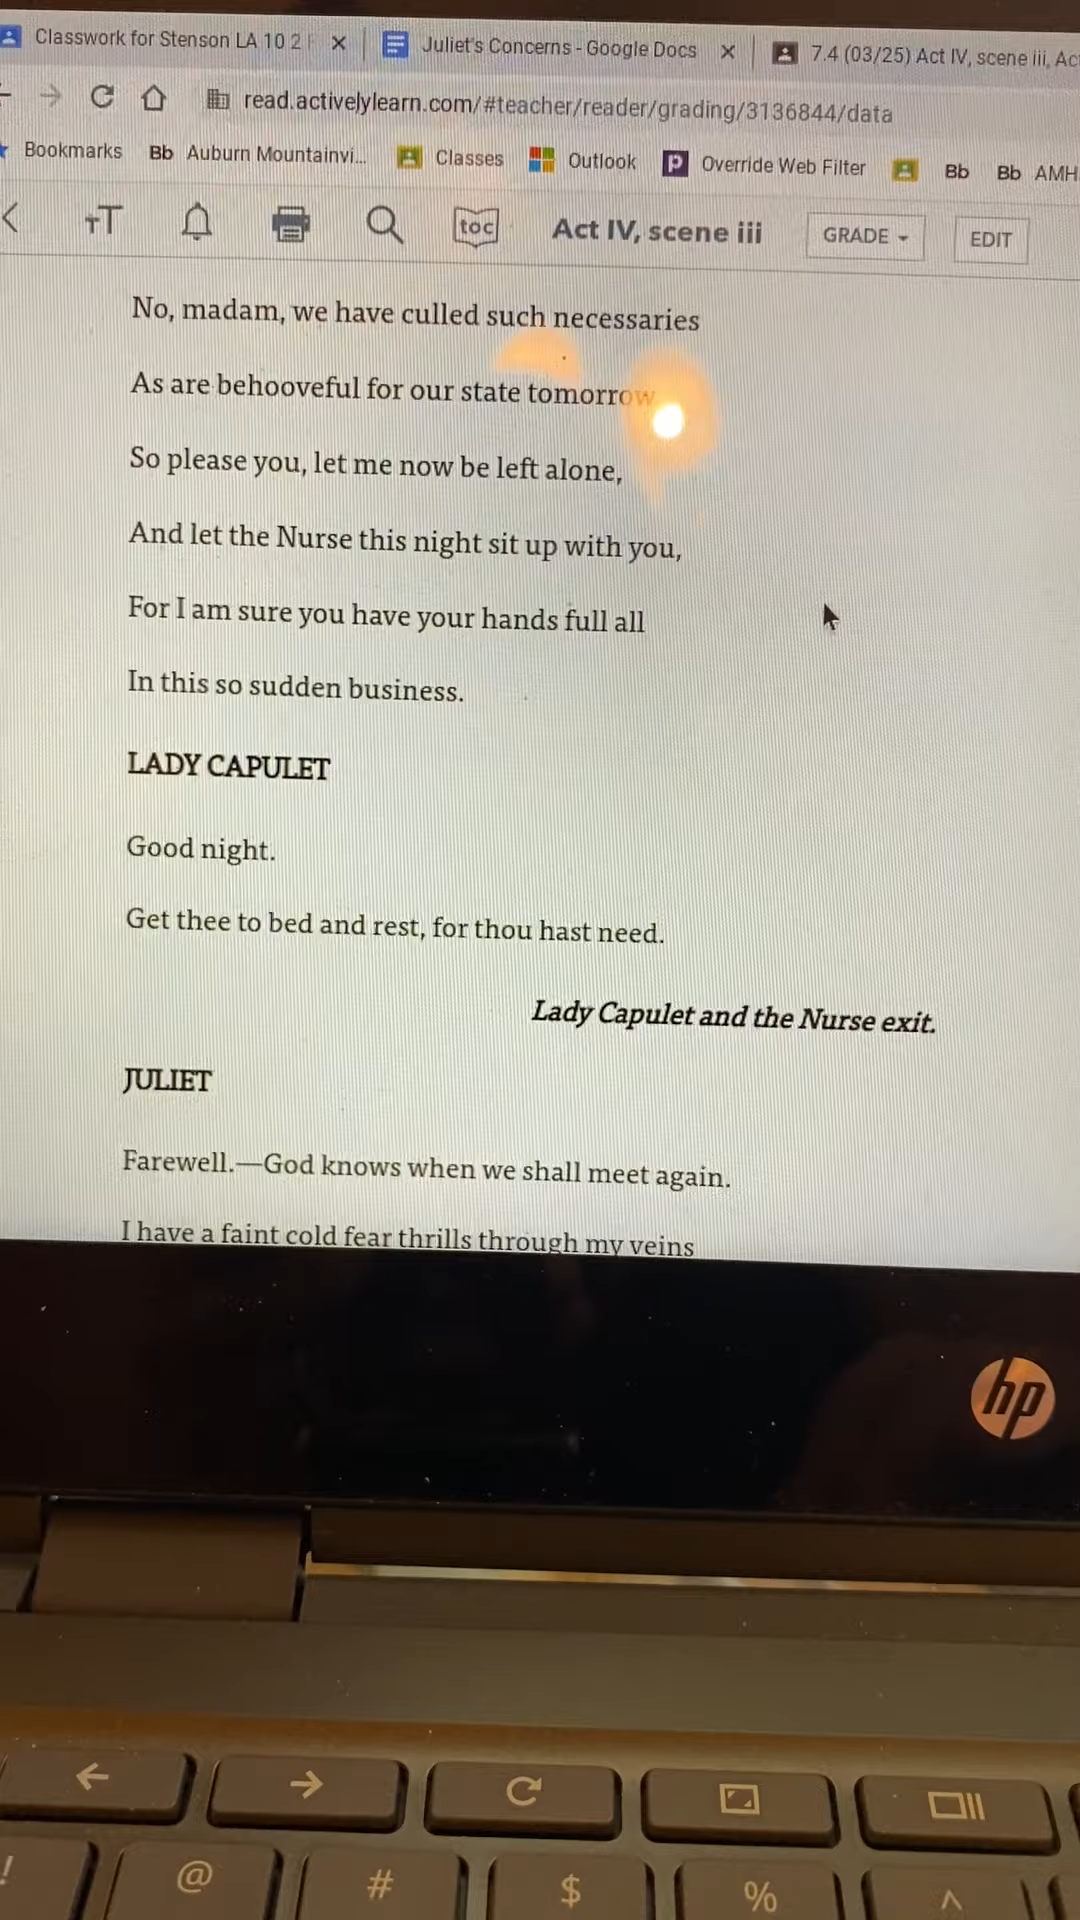 Classwork for Stenson LA 10 2
Juliet's Concerns - Google Docs
7.4 (03/25) Act IV, scene iii, Ac
read.activelylearn.com/#teacher/reader/grading/3136844/data
Bookmarks Bb Auburn Mountainvi... Classes Outlook P Override Web Filter Bb Bb AMH
TT toc Act IV, scene iii GRADE EDIT
No, madam, we have culled such necessaries
As are behooveful for our state tomorrow
So please you, let me now be left alone,
And let the Nurse this night sit up with you,
For I am sure you have your hands full all
In this so sudden business.
LADY CAPULET
Good night.
Get thee to bed and rest, for thou hast need.
Lady Capulet and the Nurse exit.
JULIET
Farewell.—God knows when we shall meet again.
I have a faint cold fear thrills through my veins
hp
! @ # $ % ^